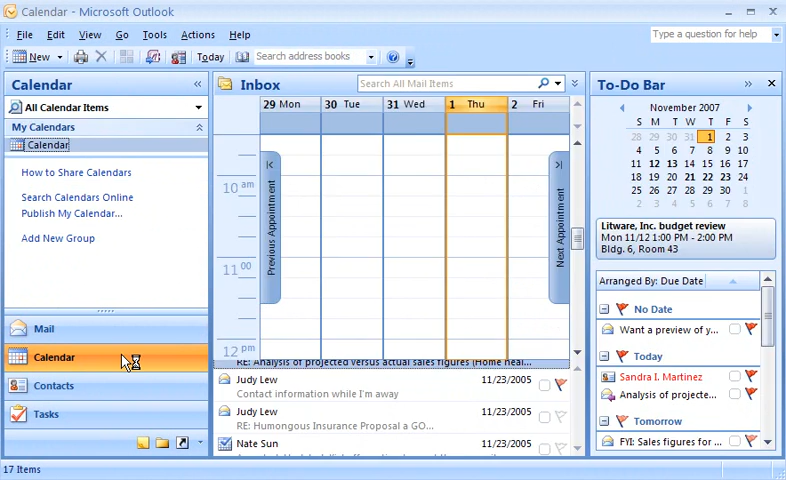 Calendar - Microsoft Outlook
File Edit View Go Tools Actions Help
Type a question for help
New Today Search address books
Calendar
All Calendar Items
My Calendars
Calendar
How to Share Calendars
Search Calendars Online
Publish My Calendar...
Add New Group
Mail
Calendar
Contacts
Tasks
17 Items
Inbox
Search All Mail Items
29 Mon 30 Tue 31 Wed 1 Thu 2 Fri
10 am
11 00
12 pm
Previous Appointment
Next Appointment
RE: Analysis of projected versus actual sales figures (Home heal...
Judy Lew 11/23/2005
Contact information while I'm away
Judy Lew 11/23/2005
RE: Humongous Insurance Proposal a GO...
Nate Sun 11/23/2005
To-Do Bar
November 2007
S M T W T F S
28 29 30 31 1 2 3
4 5 6 7 8 9 10
11 12 13 14 15 16 17
18 19 20 21 22 23 24
25 26 27 28 29 30 1
2 3 4 5 6 7 8
Litware, Inc. budget review
Mon 11/12 1:00 PM - 2:00 PM
Bldg. 6, Room 43
Arranged By: Due Date
No Date
Want a preview of y...
Today
Sandra I. Martinez
Analysis of projecte...
Tomorrow
FYI: Sales figures for ...